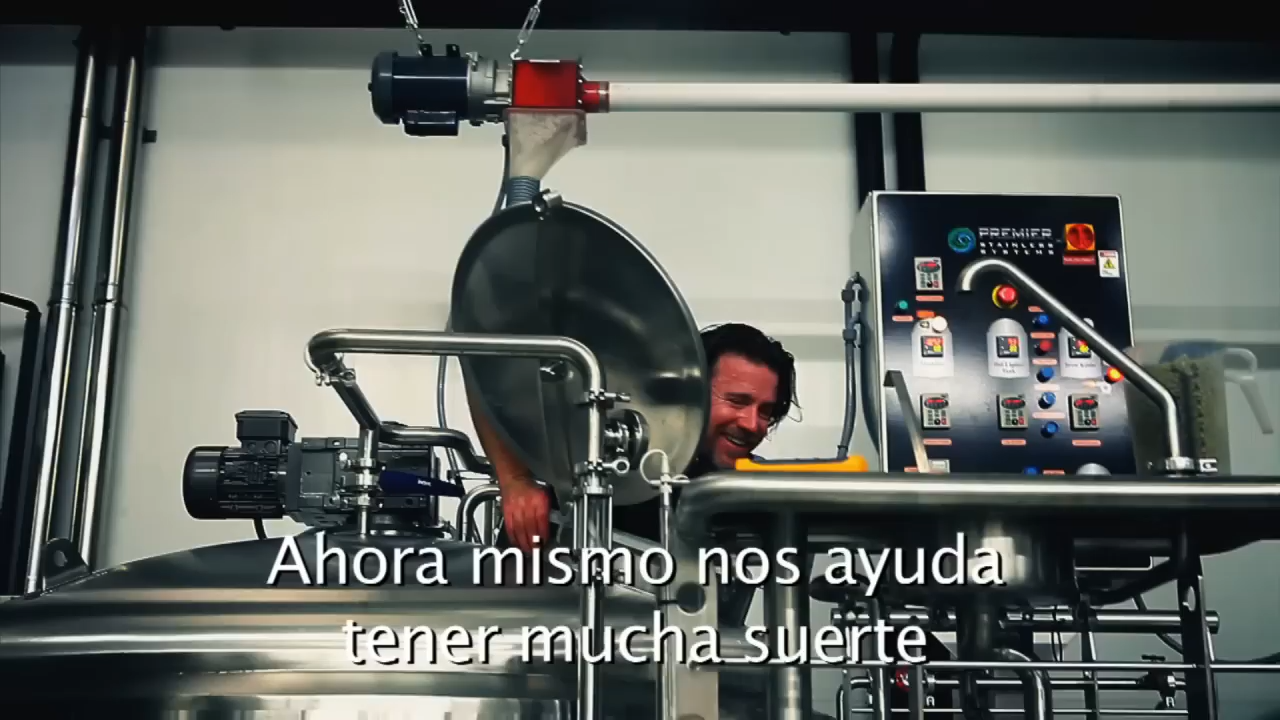 PREMIER
STAINLESS
SYSTEMS
Ahora mismo nos ayuda
tener mucha suerte